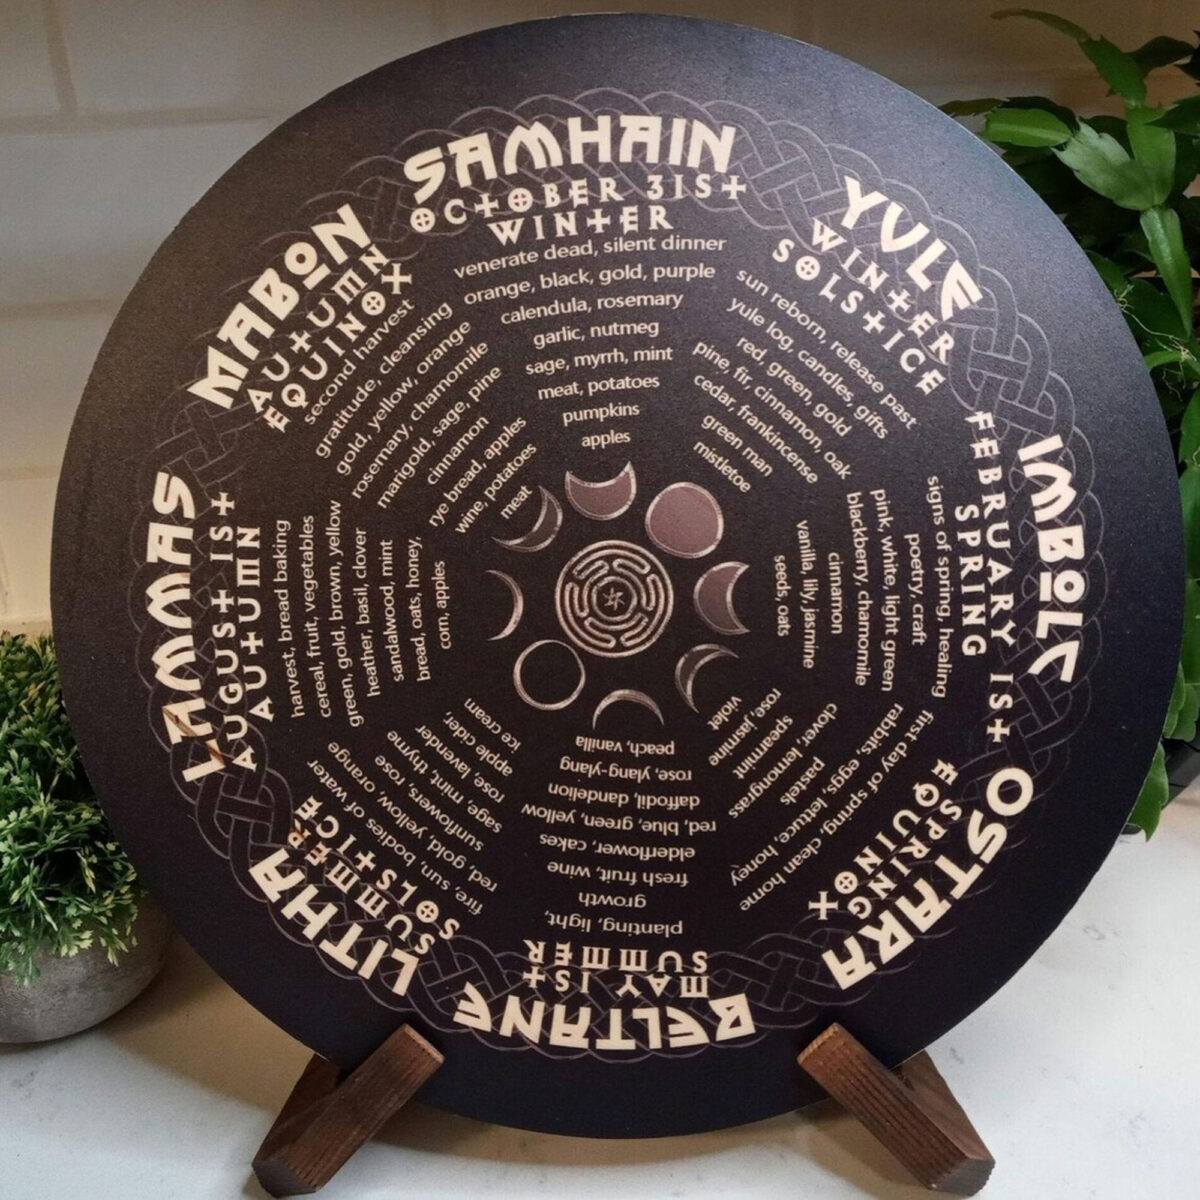 SAMHAIN
OCTOBER 31ST
WINTER
venerate dead, silent dinner
orange, black, gold, purple
calendula, rosemary
garlic, nutmeg
sage, myrrh, mint
meat, potatoes
pumpkins
apples
YULE
WINTER
SOLSTICE
sun reborn, release past
yule log, candles, gifts
red, green, gold
pine, fir, cinnamon, oak
cedar, frankincense
green man
mistletoe
IMBOLC
FEBRUARY 1ST
SPRING
signs of spring, healing
poetry, craft
pink, white, light green
blackberry, chamomile
cinnamon
vanilla, lily, jasmine
seeds, oats
OSTARA
SPRING
EQUINOX
first day of spring, clean home
rabbits, eggs, lettuce, honey
pastels
clover, lemongrass
spearmint
rose, jasmine
violet
BELTANE
MAY 1ST
SUMMER
planting, light,
growth
fresh fruit, wine
elderflower, cakes
red, blue, green, yellow
daffodil, dandelion
rose, ylang-ylang
peach, vanilla
LITHA
SUMMER
SOLSTICE
fire, sun, bodies of water
red, gold, yellow, orange
sunflowers, rose
sage, mint, thyme
rose, lavender
apple cider
ice cream
LAMMAS
AUGUST 1ST
AUTUMN
harvest, bread baking
cereal, fruit, vegetables
green, gold, brown, yellow
heather, basil, clover
sandalwood, mint
bread, oats, honey,
corn, apples
MABON
AUTUMN
EQUINOX
second harvest
gratitude, cleansing
gold, yellow, orange
rosemary, chamomile
marigold, sage, pine
cinnamon
rye bread, apples
wine, potatoes
meat